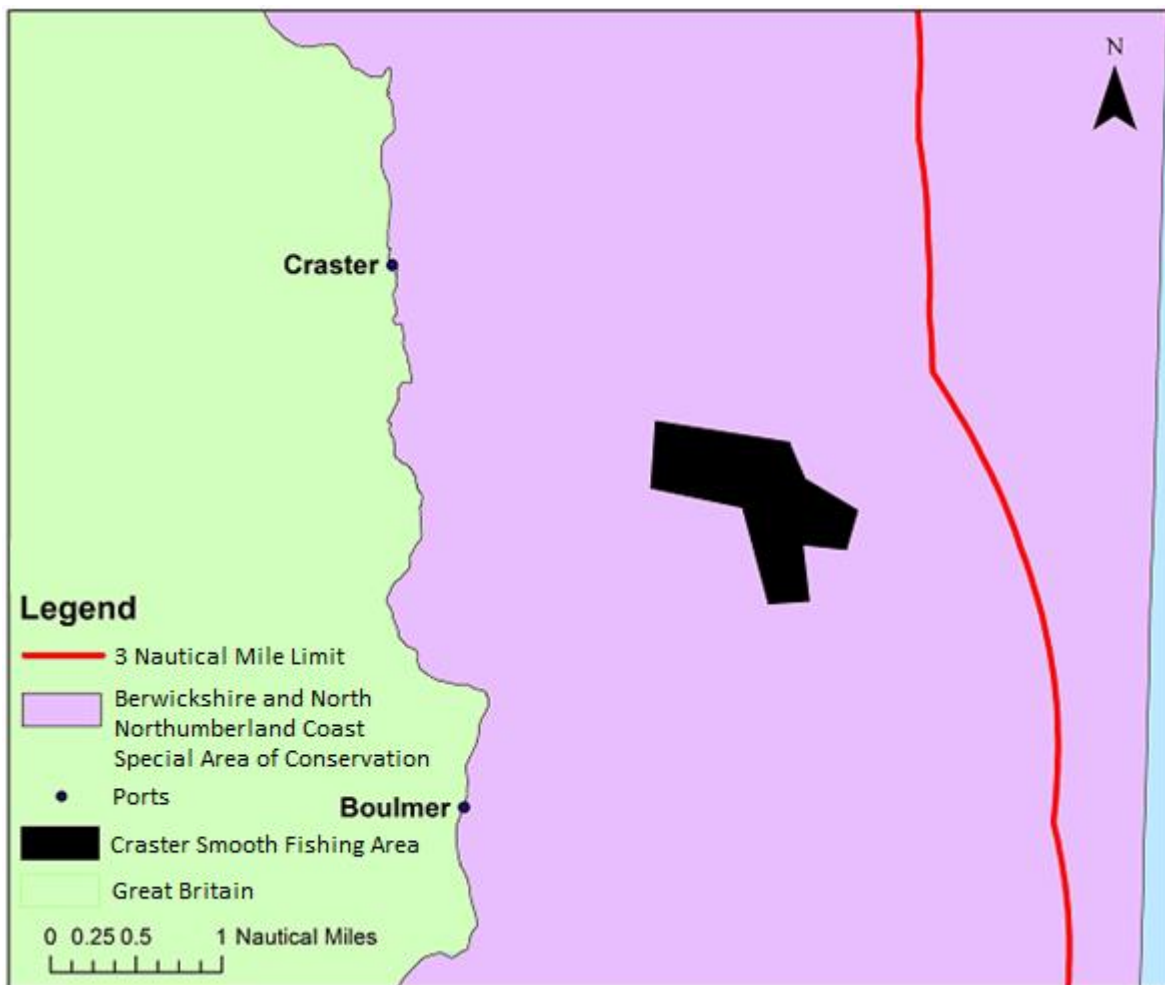 N
Craster
Legend
3 Nautical Mile Limit
Berwickshire and North
Northumberland Coast
Special Area of Conservation
Ports
Boulmer
Craster Smooth Fishing Area
Great Britain
0 0.25 0.5 1 Nautical Miles